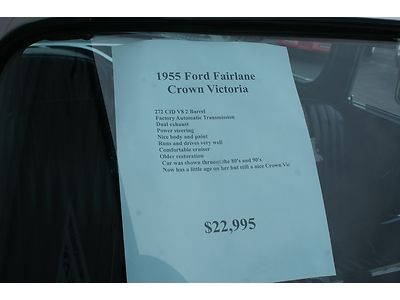 1955 Ford Fairlane
Crown Victoria
272 CID V8 2 Barrel
Factory Automatic Transmission
Dual exhaust
Power steering
Nice body and paint
Runs and drives very well
Comfortable cruiser
Older restoration
Car was shown through the 80's and 90's
Now has a little age on her but still a nice Crown Vic
$22,995